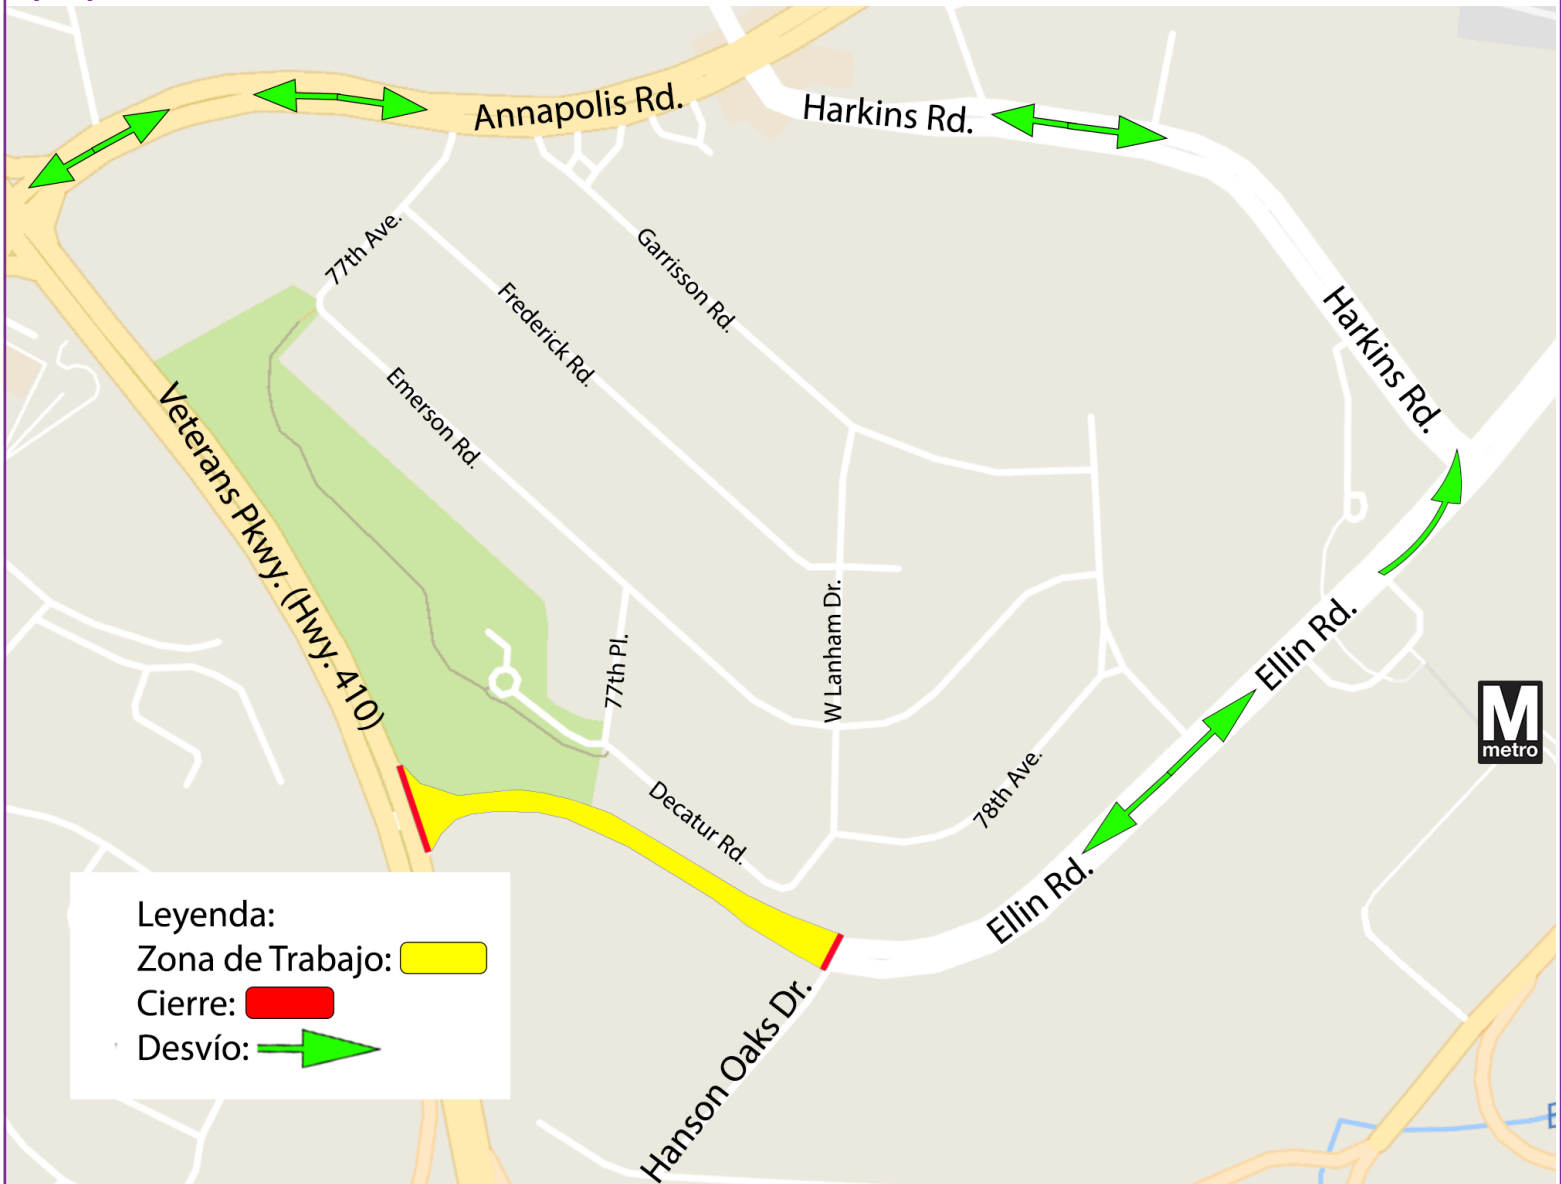 Annapolis Rd.
Harkins Rd.
77th Ave.
Garrisson Rd.
Frederick Rd.
Harkins Rd.
Emerson Rd.
Veterans Pkwy. (Hwy. 410)
W Lanham Dr.
77th Pl.
Ellin Rd.
M
metro
78th Ave.
Decatur Rd.
Ellin Rd.
Leyenda:
Zona de Trabajo:
Cierre:
Desvío:
Hanson Oaks Dr.